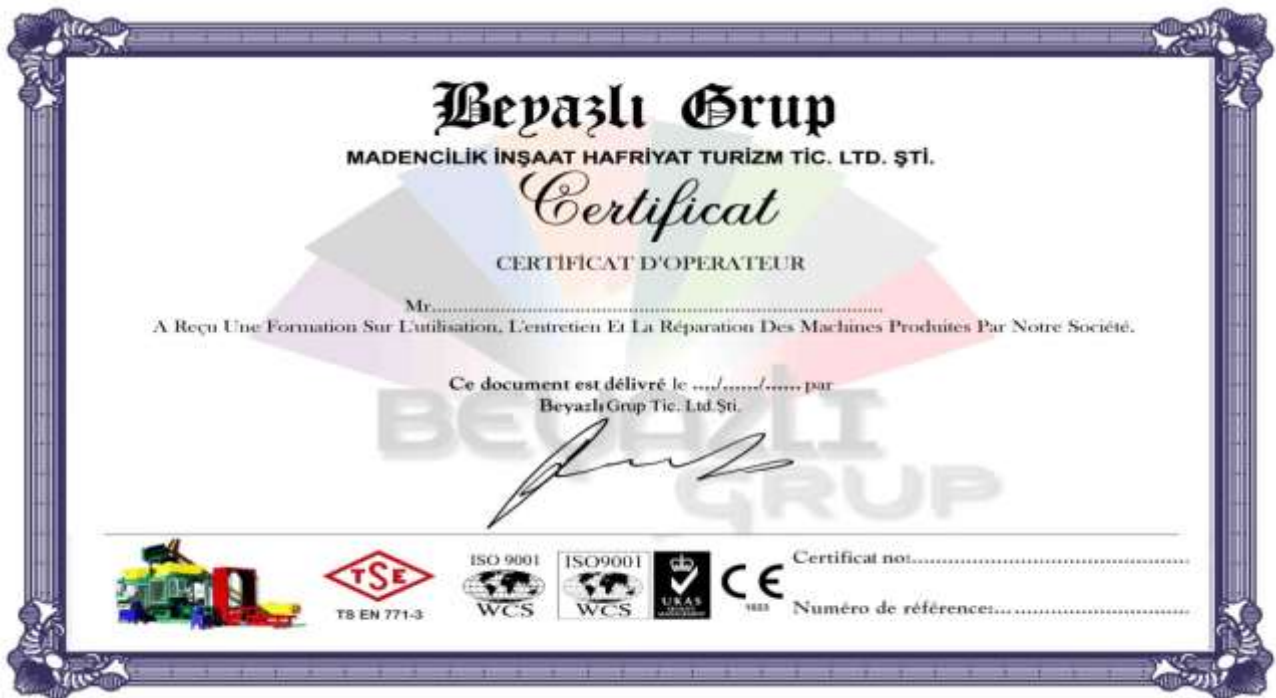 Beyazlı Grup
MADENCİLİK İNŞAAT HAFRİYAT TURİZM TİC. LTD. ŞTİ.
Certificat
CERTİFİCAT D'OPERATEUR
Mr...............................................................................................
A Reçu Une Formation Sur L'utilisation, L'entretien Et La Réparation Des Machines Produites Par Notre Société.
Ce document est délivré le ..../....../...... par
Beyazlı Grup Tic. Ltd.Şti.
BEYAZLI
GRUP
TSE
TS EN 771-3
ISO 9001
WCS
ISO9001
WCS
UKAS
CE
Certificat no:..........................................................
Numéro de référence:... ....................................